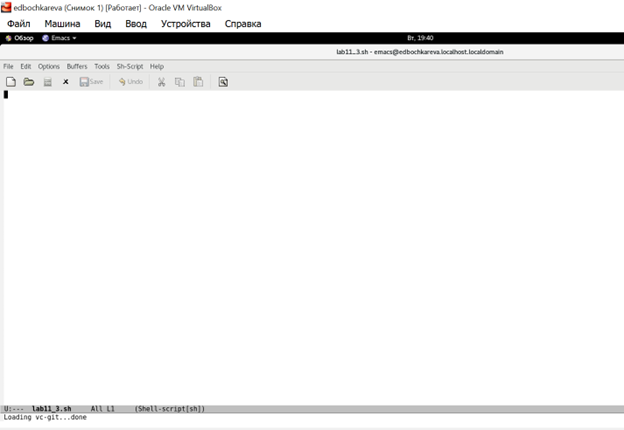 edbochkareva (Снимок 1) [Работает] - Oracle VM VirtualBox
Файл Машина Вид Ввод Устройства Справка
Обзор Emacs Вт, 19:40
lab11_3.sh - emacs@edbochkareva.localhost.localdomain
File Edit Options Buffers Tools Sh-Script Help
Save Undo
U:--- lab11_3.sh All L1 (Shell-script[sh])
Loading vc-git...done